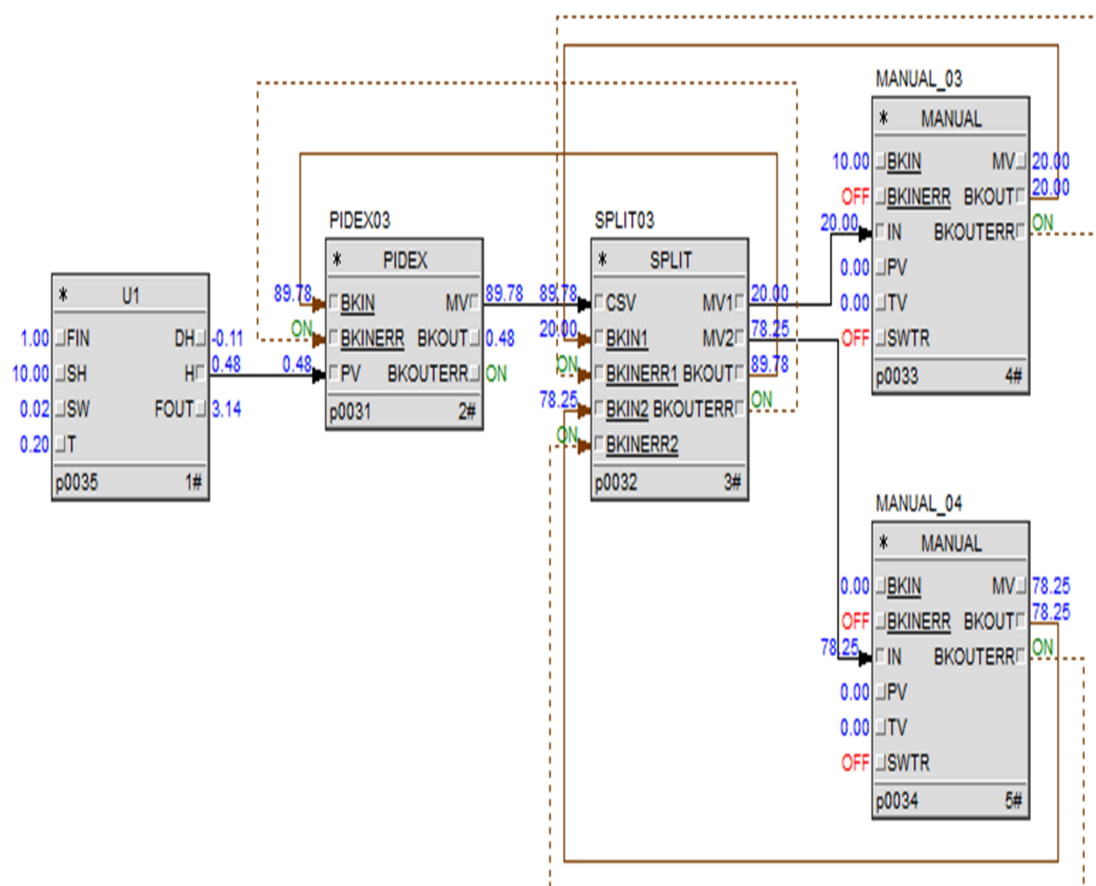 MANUAL_03
* MANUAL
10.00 BKIN MV 20.00
OFF BKINERR BKOUT 20.00
20.00 IN BKOUTERR ON
0.00 PV
0.00 TV
OFF SWTR
p0033 4#
PIDEX03
* PIDEX
89.78 BKIN MV 89.78
ON BKINERR BKOUT 0.48
0.48 PV BKOUTERR ON
p0031 2#
SPLIT03
* SPLIT
89.78 CSV MV1 20.00
20.00 BKIN1 MV2 78.25
ON BKINERR1 BKOUT 89.78
78.25 BKIN2 BKOUTERR ON
ON BKINERR2
p0032 3#
* U1
1.00 FIN DH -0.11
10.00 SH H 0.48
0.02 SW FOUT 3.14
0.20 T
p0035 1#
MANUAL_04
* MANUAL
0.00 BKIN MV 78.25
OFF BKINERR BKOUT 78.25
78.25 IN BKOUTERR ON
0.00 PV
0.00 TV
OFF SWTR
p0034 5#